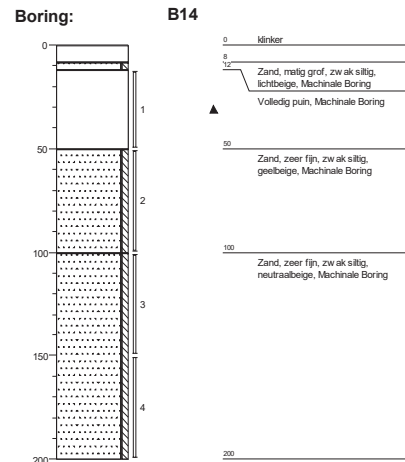 Boring: B14
0
50
100
150
200
1
2
3
4
0 klinker
8
12
Zand, matig grof, zwak siltig,
lichtbeige, Machinale Boring
Volledig puin, Machinale Boring
50
Zand, zeer fijn, zwak siltig,
geelbeige, Machinale Boring
100
Zand, zeer fijn, zwak siltig,
neutraalbeige, Machinale Boring
200